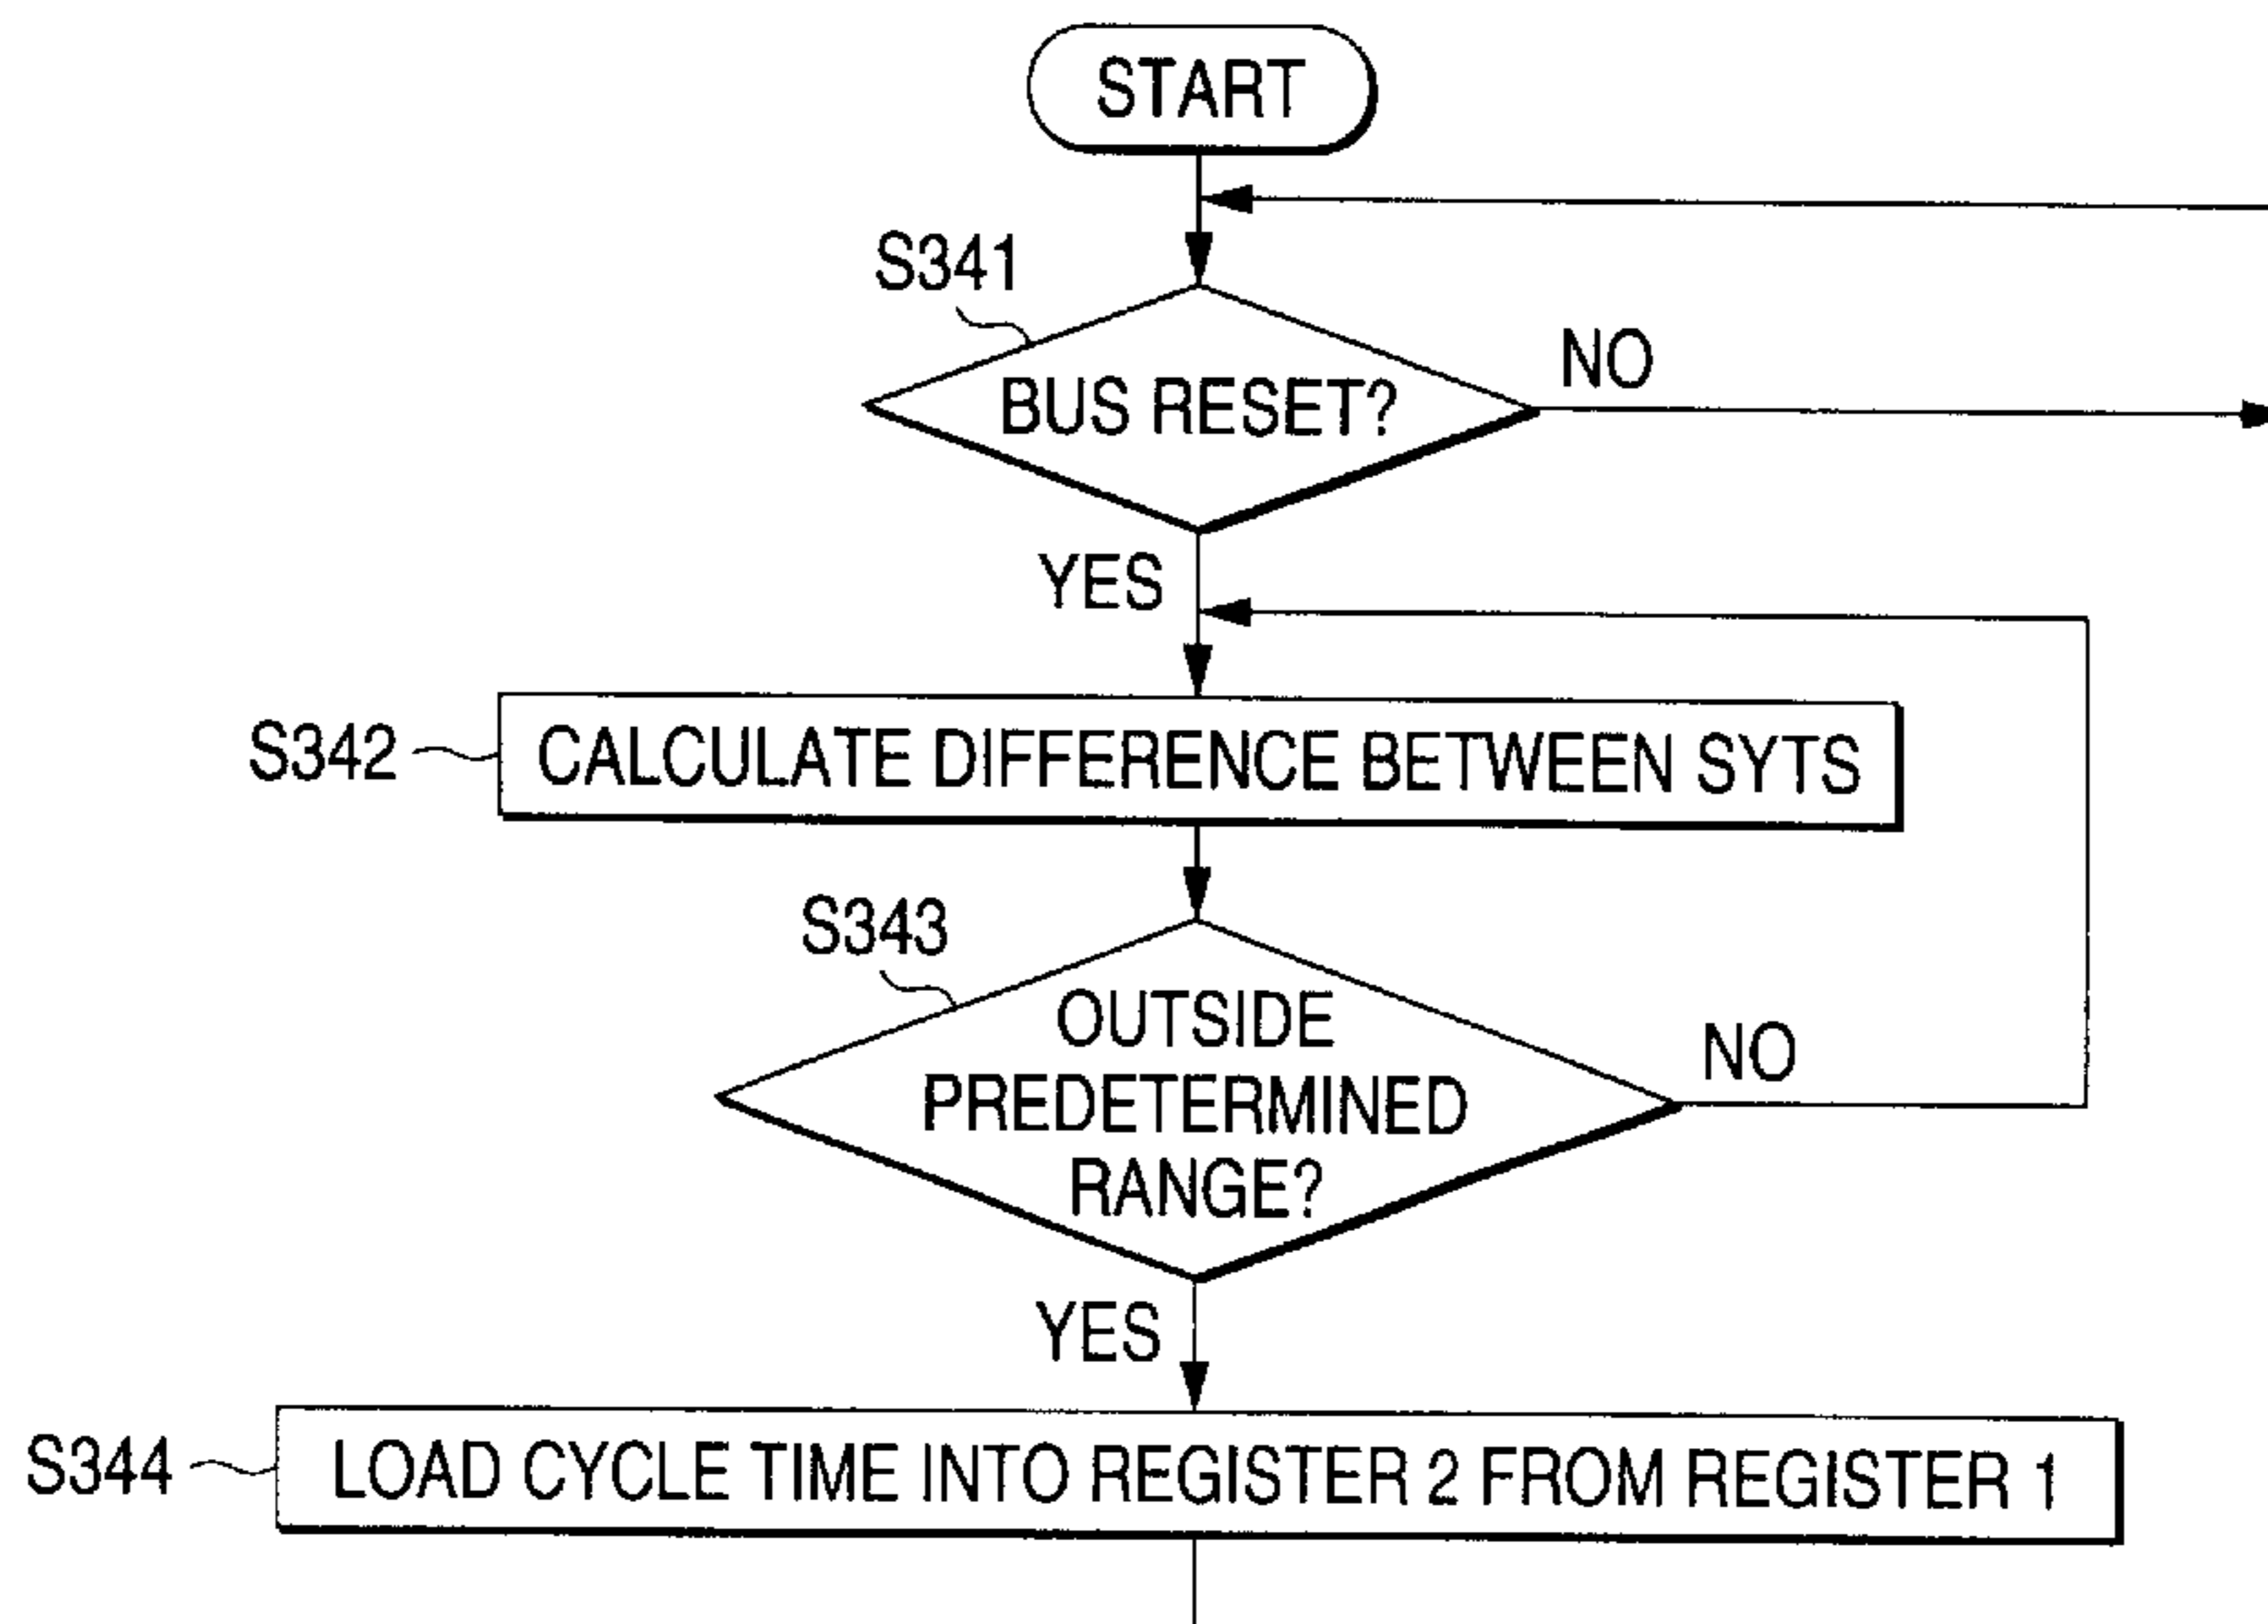 START
S341
BUS RESET?
NO
YES
S342
CALCULATE DIFFERENCE BETWEEN SYTS
S343
OUTSIDE
PREDETERMINED
RANGE?
NO
YES
S344
LOAD CYCLE TIME INTO REGISTER 2 FROM REGISTER 1